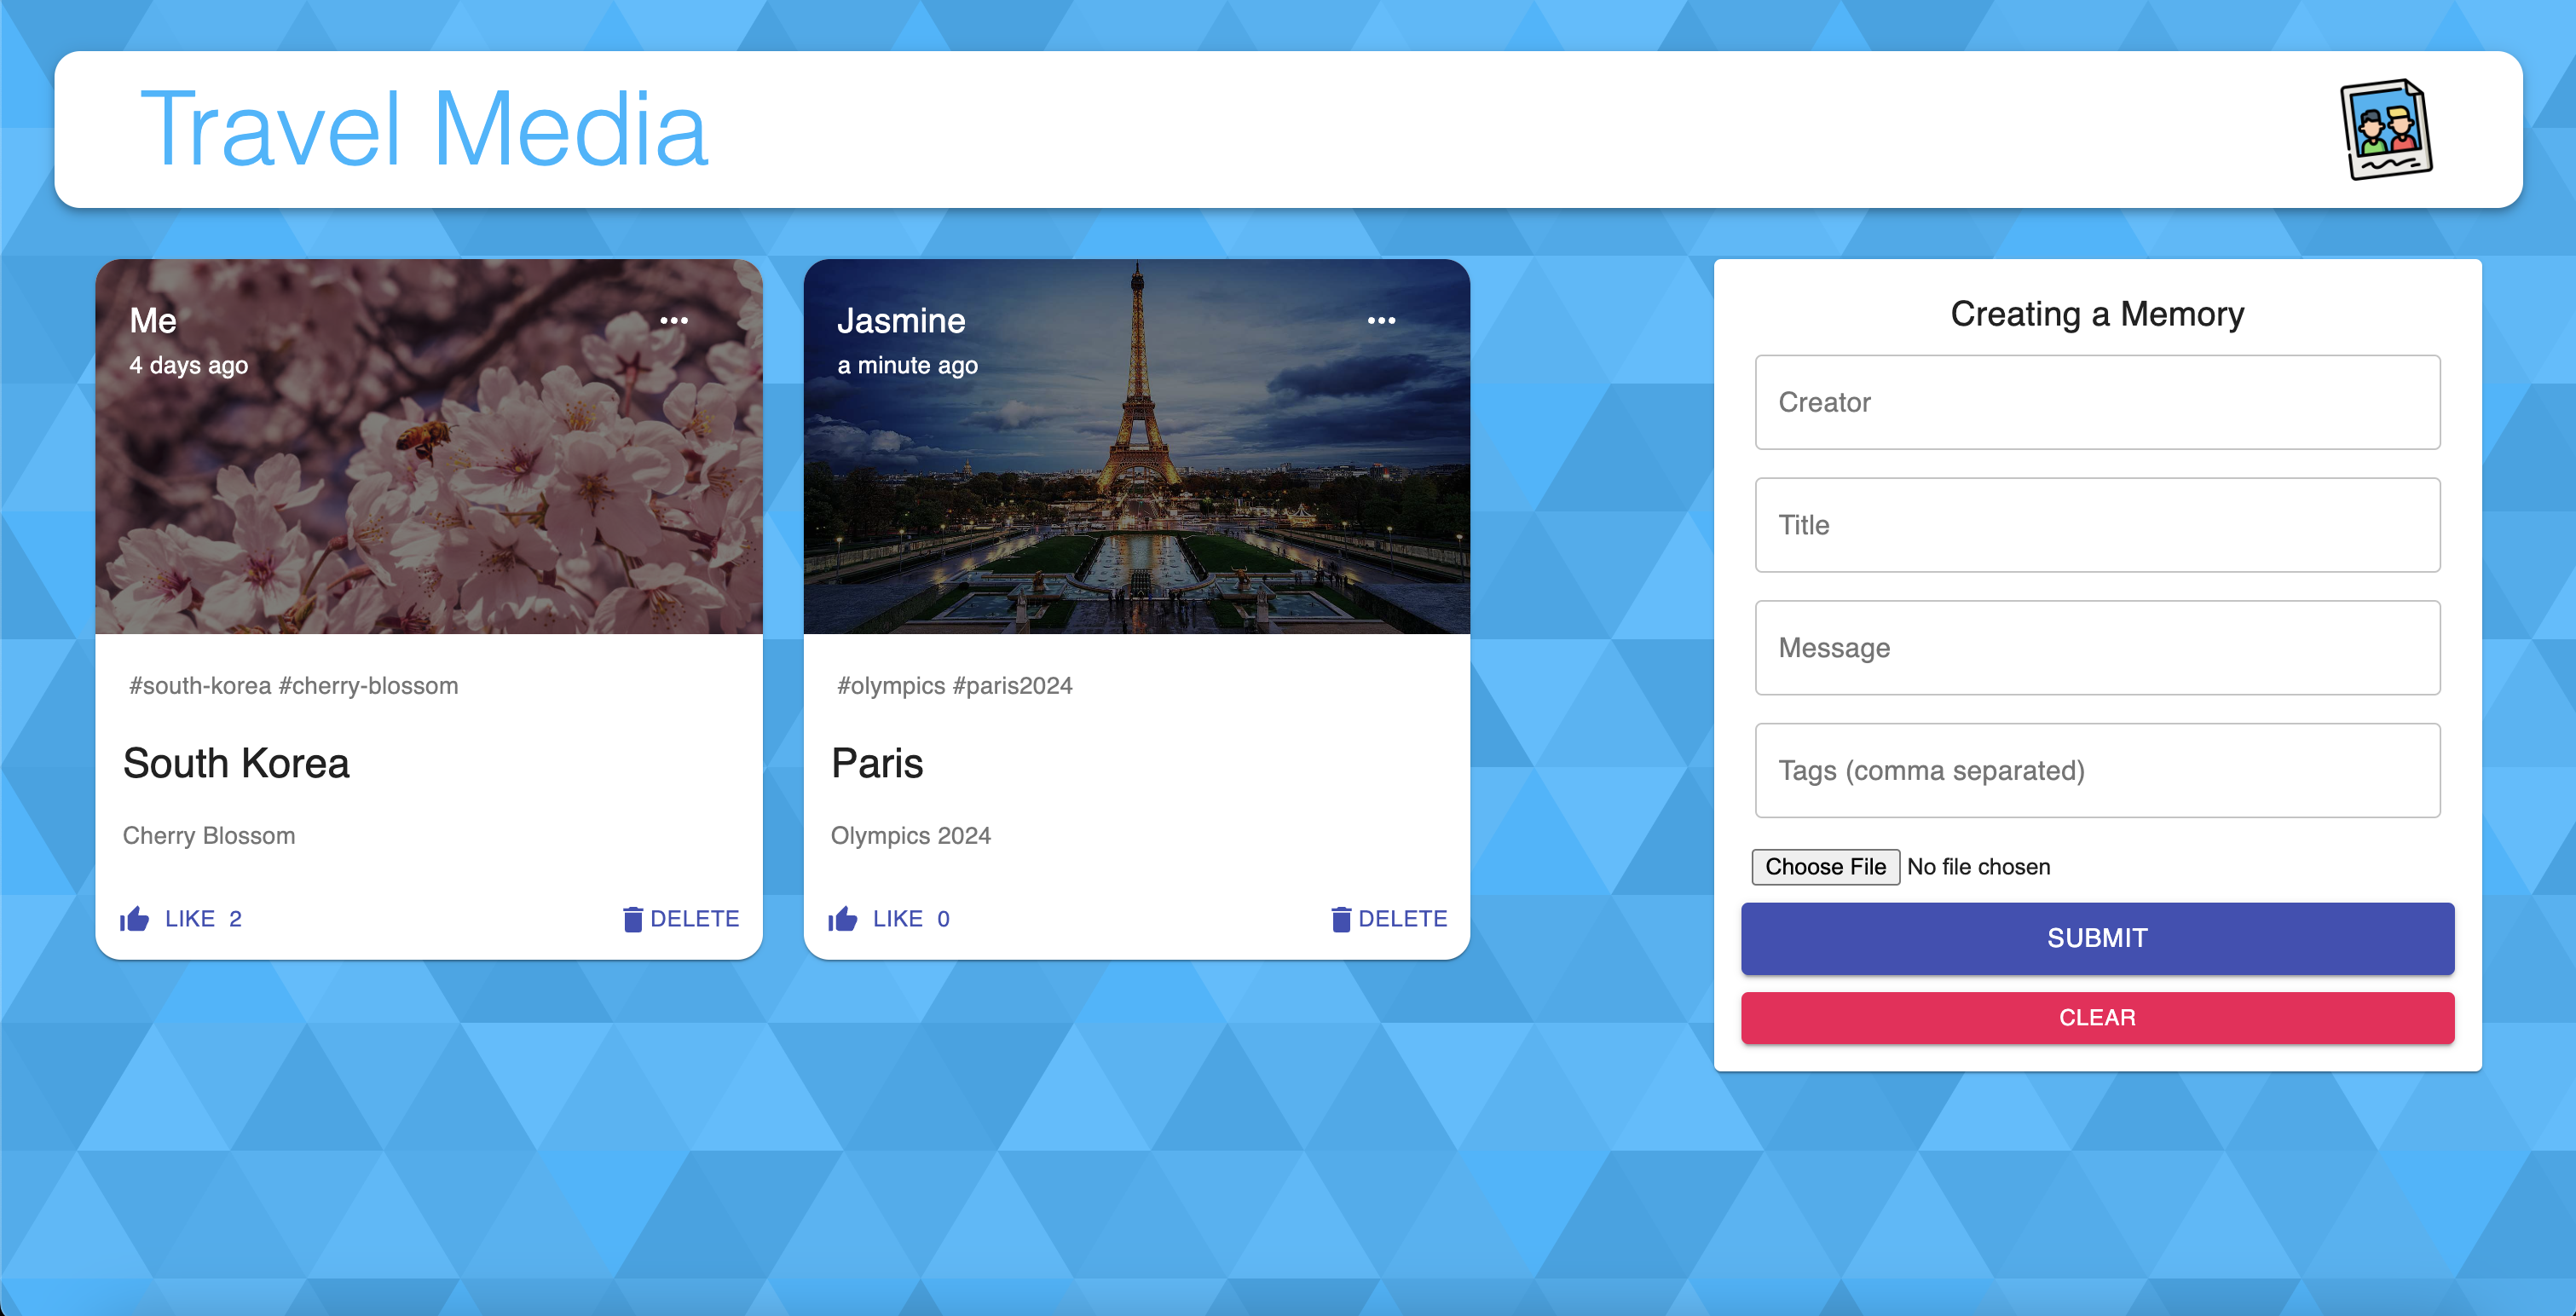 Travel Media
Me
4 days ago
#south-korea #cherry-blossom
South Korea
Cherry Blossom
LIKE 2
DELETE
Jasmine
a minute ago
#olympics #paris2024
Paris
Olympics 2024
LIKE 0
DELETE
Creating a Memory
Creator
Title
Message
Tags (comma separated)
Choose File No file chosen
SUBMIT
CLEAR